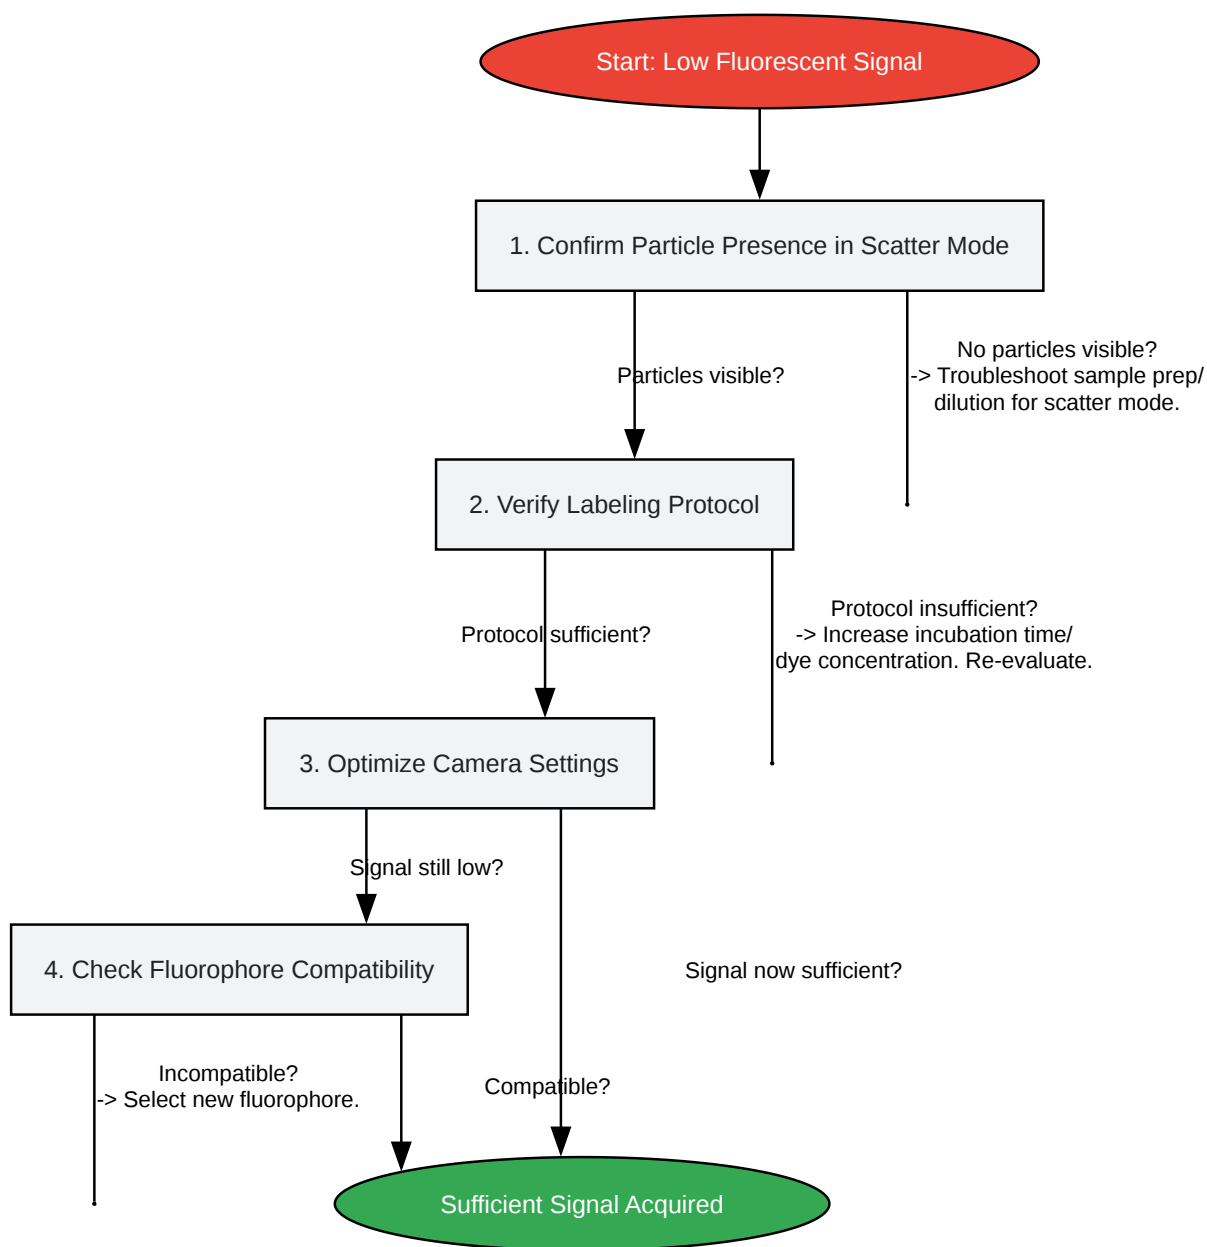 Start: Low Fluorescent Signal
1. Confirm Particle Presence in Scatter Mode
Particles visible?
No particles visible?
-> Troubleshoot sample prep/
dilution for scatter mode.
2. Verify Labeling Protocol
Protocol sufficient?
Protocol insufficient?
-> Increase incubation time/
dye concentration. Re-evaluate.
3. Optimize Camera Settings
Signal still low?
4. Check Fluorophore Compatibility
Signal now sufficient?
Incompatible?
-> Select new fluorophore.
Compatible?
Sufficient Signal Acquired